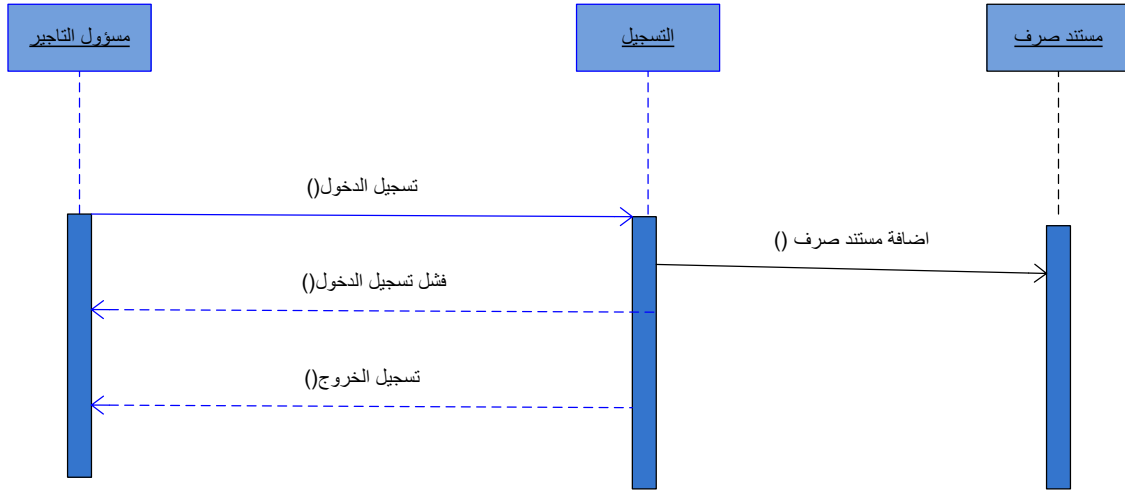 مسؤول التاجير
التسجيل
مستند صرف
تسجيل الدخول()
اضافة مستند صرف ()
فشل تسجيل الدخول()
تسجيل الخروج()